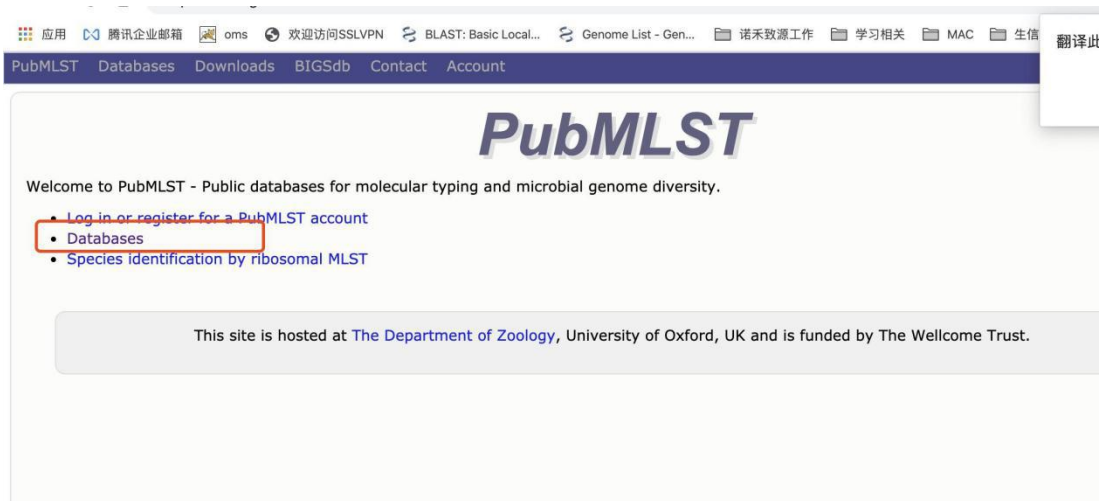 应用 腾讯企业邮箱 oms 欢迎访问SSLVPN BLAST: Basic Local... Genome List - Gen... 诺禾致源工作 学习相关 MAC 生信
翻译此
PubMLST Databases Downloads BIGSdb Contact Account
PubMLST
Welcome to PubMLST - Public databases for molecular typing and microbial genome diversity.
• Log in or register for a PubMLST account
• Databases
• Species identification by ribosomal MLST
This site is hosted at The Department of Zoology, University of Oxford, UK and is funded by The Wellcome Trust.